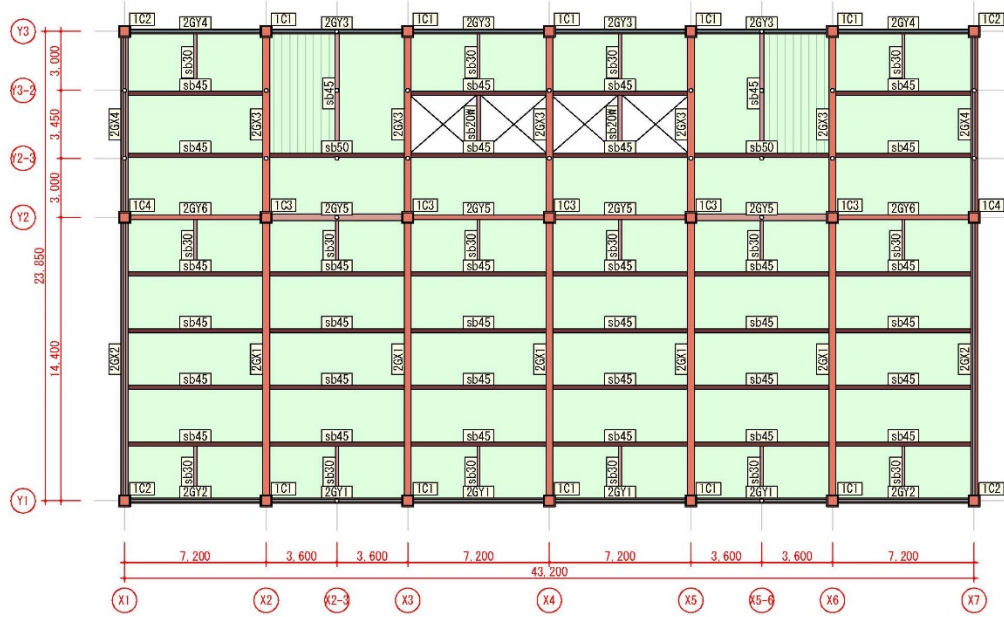 1C2 2GY4 1C1 2GY3 1C1 2GY3 1C1 2GY3 1C1 2GY3 1C1 2GY4 1C2
Y3
3,000
sb30 sb45 sb30 sb30 sb45 sb30
Y3-2
sb45 sb45 sb45 sb45
3,450
2GX4 2GX3 2GX3 sb20W 2GX3 sb20W 2GX3 2GX3 2GX4
sb45 sb50 sb45 sb45 sb50 sb45
Y2-3
3,000
1C4 2GY6 1C3 2GY5 1C3 2GY5 1C3 2GY5 1C3 2GY5 1C3 2GY6 1C4
Y2
sb30 sb30 sb30 sb30 sb30 sb30
sb45 sb45 sb45 sb45 sb45 sb45
23,850
sb45 sb45 sb45 sb45 sb45 sb45
14,400
2GX2 2GX1 2GX1 2GX1 2GX1 2GX1 2GX2
sb45 sb45 sb45 sb45 sb45 sb45
sb45 sb45 sb45 sb45 sb45 sb45
sb30 sb30 sb30 sb30 sb30 sb30
1C2 2GY2 1C1 2GY1 1C1 2GY1 1C1 2GY1 1C1 2GY1 1C1 2GY2 1C2
Y1
7,200 3,600 3,600 7,200 7,200 3,600 3,600 7,200
43,200
X1 X2 X2-3 X3 X4 X5 X5-6 X6 X7